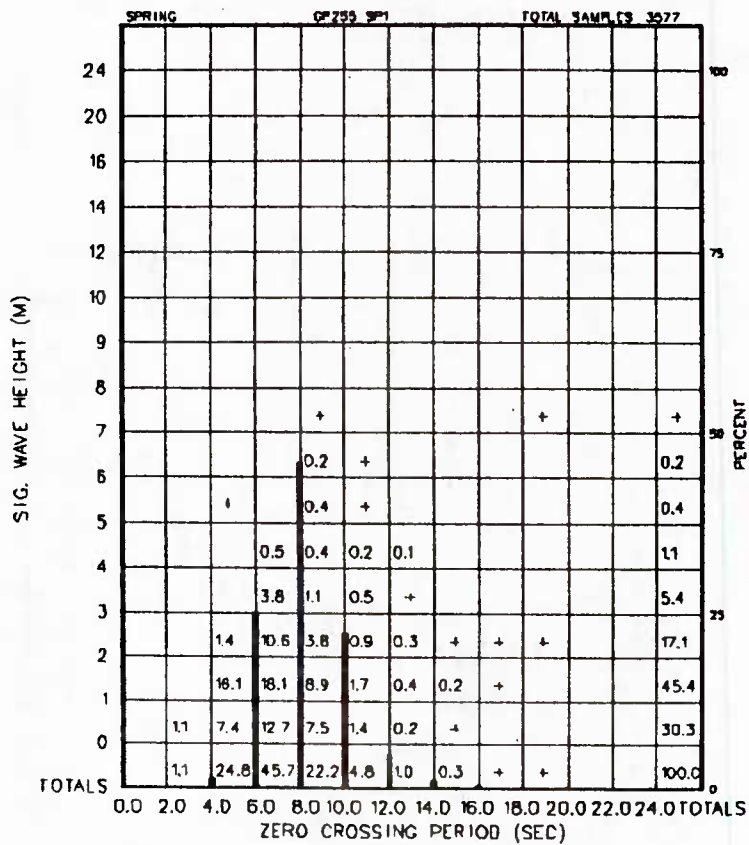 SPRING GP255 SP1 TOTAL SAMPLES 3577
24 100
20
16
14
12 75
10
9
8
+ + +
7 50
0.2 + 0.2
6
0.4 + 0.4
5
0.5 0.4 0.2 0.1 1.1
4
3.8 1.1 0.5 + 5.4
3 25
1.4 10.6 3.8 0.9 0.3 + + + 17.1
2
16.1 18.1 8.9 1.7 0.4 0.2 + 45.4
1
1.1 7.4 12.7 7.5 1.4 0.2 + 30.3
0
1.1 24.8 45.7 22.2 4.8 1.0 0.3 + + 100.0
TOTALS 0
0.0 2.0 4.0 6.0 8.0 10.0 12.0 14.0 16.0 18.0 20.0 22.0 24.0 TOTALS
ZERO CROSSING PERIOD (SEC)
SIG. WAVE HEIGHT (M)
PERCENT